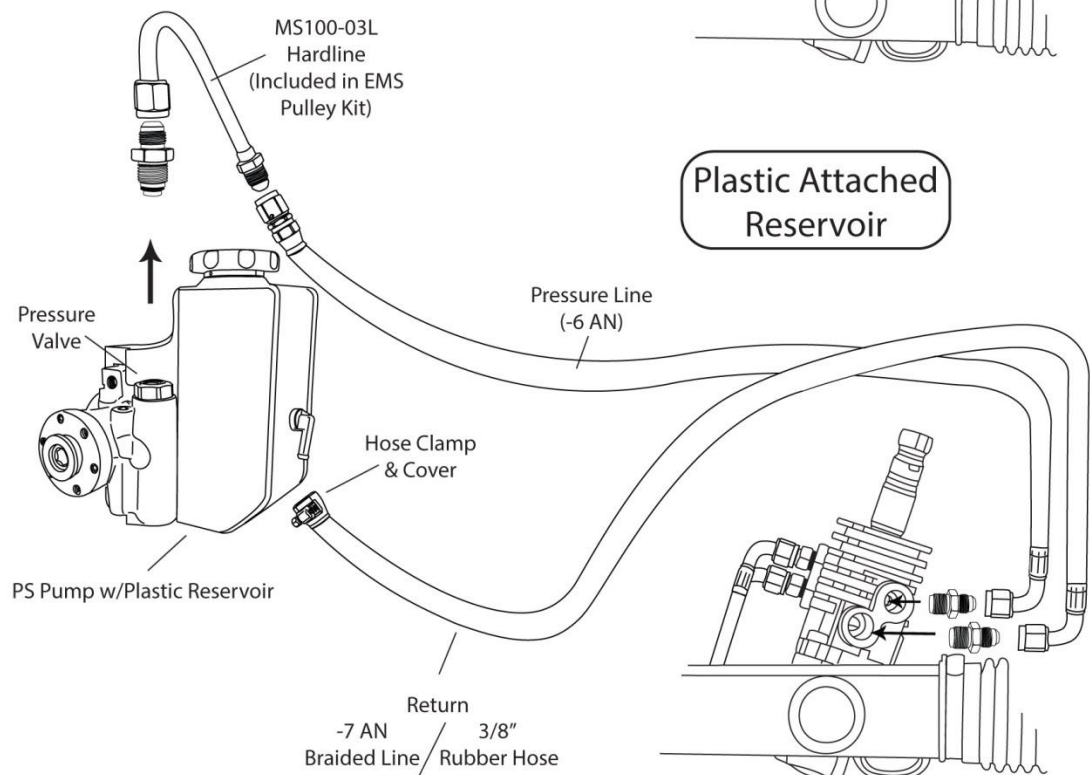 MS100-03L
Hardline
(Included in EMS
Pulley Kit)
Plastic Attached
Reservoir
Pressure Line
(-6 AN)
Pressure
Valve
Hose Clamp
& Cover
PS Pump w/Plastic Reservoir
Return
-7 AN 3/8"
Braided Line / Rubber Hose